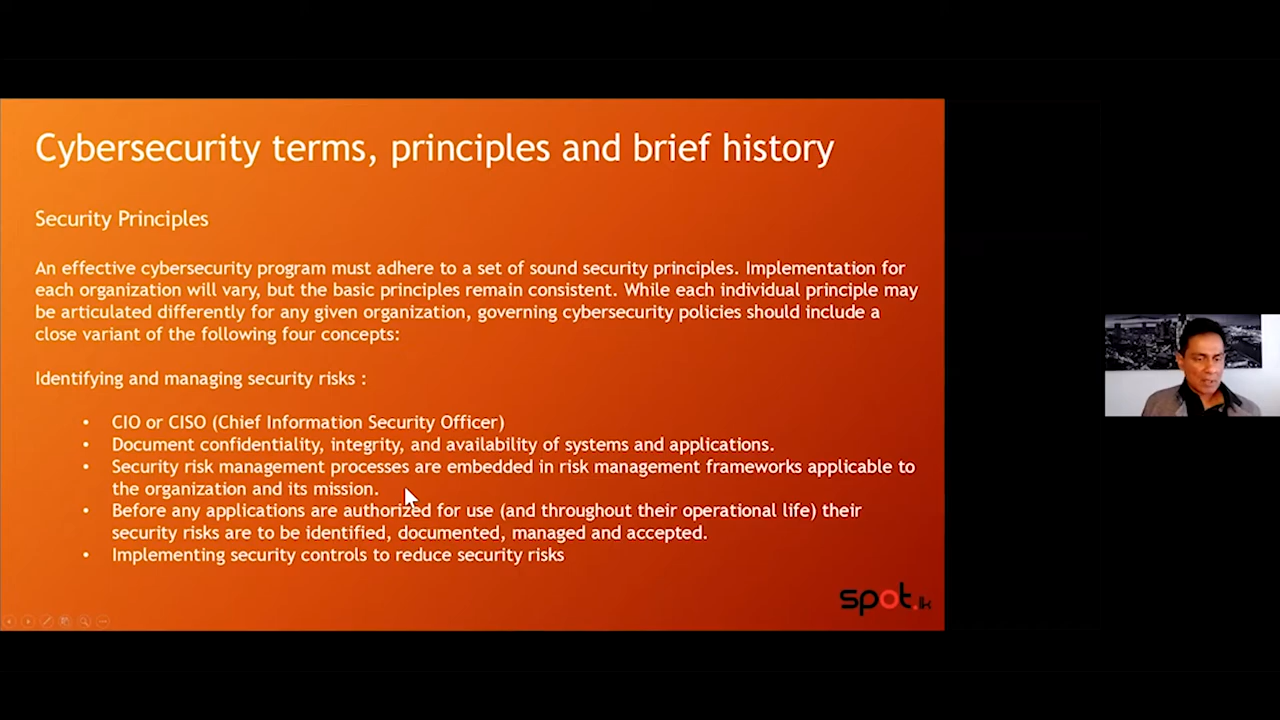 Cybersecurity terms, principles and brief history
Security Principles
An effective cybersecurity program must adhere to a set of sound security principles. Implementation for
each organization will vary, but the basic principles remain consistent. While each individual principle may
be articulated differently for any given organization, governing cybersecurity policies should include a
close variant of the following four concepts:
Identifying and managing security risks :
• CIO or CISO (Chief Information Security Officer)
• Document confidentiality, integrity, and availability of systems and applications.
• Security risk management processes are embedded in risk management frameworks applicable to
the organization and its mission.
• Before any applications are authorized for use (and throughout their operational life) their
security risks are to be identified, documented, managed and accepted.
• Implementing security controls to reduce security risks
spot.lk